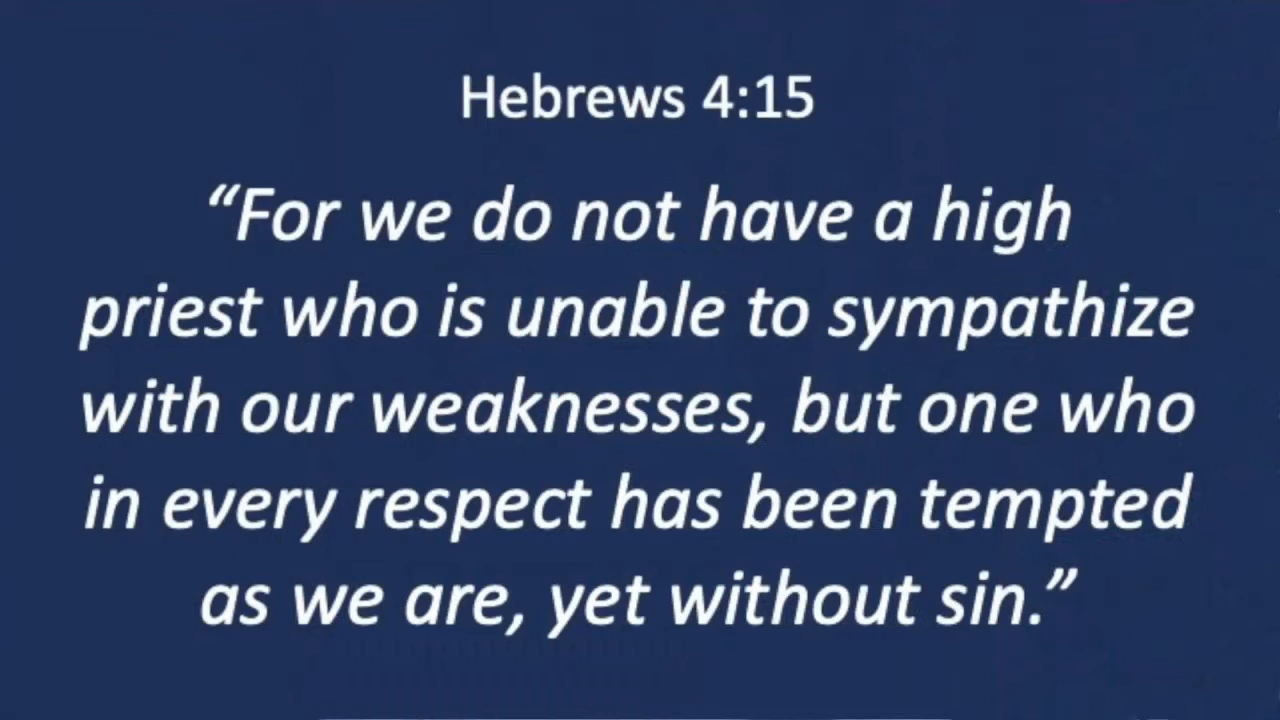 Hebrews 4:15
“For we do not have a high
priest who is unable to sympathize
with our weaknesses, but one who
in every respect has been tempted
as we are, yet without sin.”